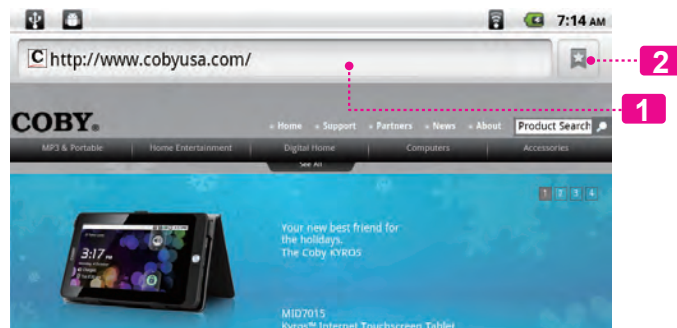 7:14 AM
C http://www.cobyusa.com/
2
1
COBY®
Home Support Partners News About Product Search
MP3 & Portable Home Entertainment Digital Home Computers Accessories
See All
1 2 3 4
Your new best friend for
the holidays.
The Coby KYROS
3:17 PM
MID7015
Kyros™ Internet Touchscreen Tablet